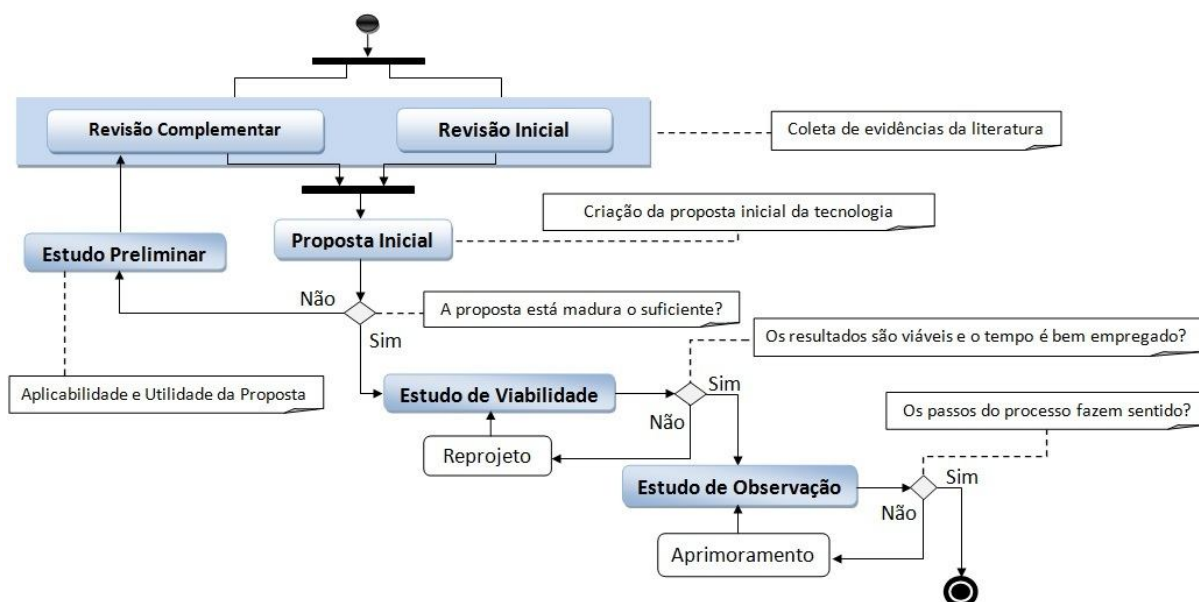 Revisão Complementar
Revisão Inicial
Coleta de evidências da literatura
Criação da proposta inicial da tecnologia
Proposta Inicial
Estudo Preliminar
Não
A proposta está madura o suficiente?
Sim
Os resultados são viáveis e o tempo é bem empregado?
Aplicabilidade e Utilidade da Proposta
Estudo de Viabilidade
Sim
Não
Os passos do processo fazem sentido?
Reprojeto
Estudo de Observação
Sim
Não
Aprimoramento